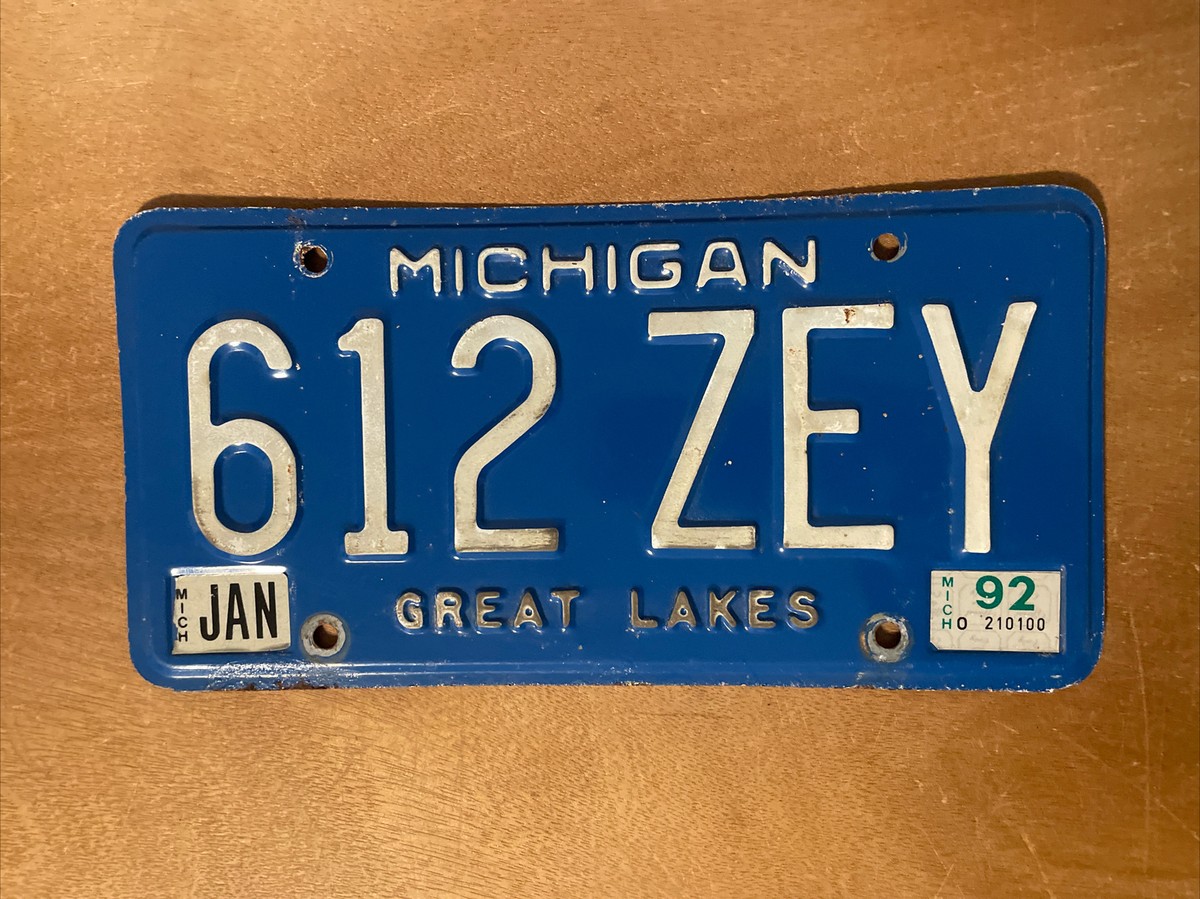 MICHIGAN
612 ZEY
MICH JAN
GREAT LAKES
MICH 92
O 210100